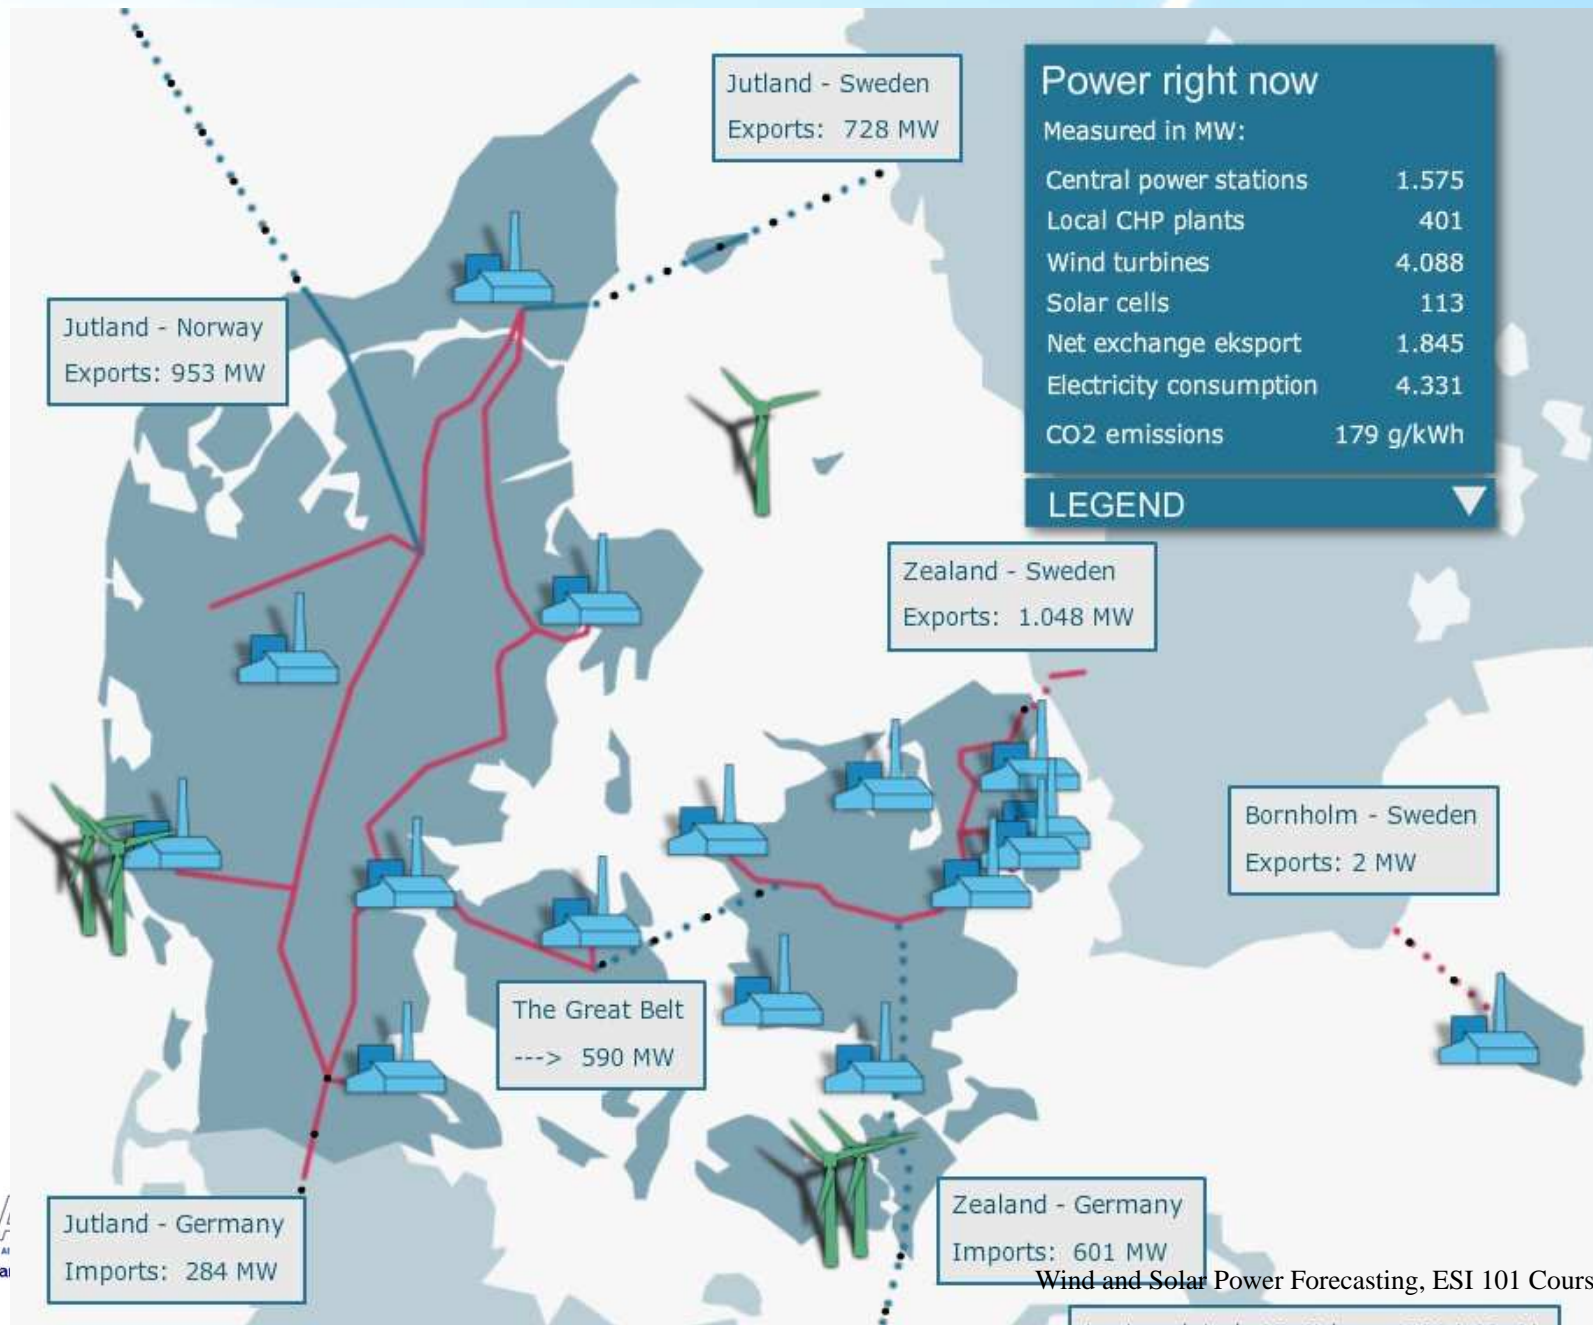 Jutland - Sweden
Exports: 728 MW
Power right now
Measured in MW:
Central power stations 1.575
Local CHP plants 401
Wind turbines 4.088
Solar cells 113
Net exchange eksport 1.845
Electricity consumption 4.331
CO2 emissions 179 g/kWh
LEGEND
Jutland - Norway
Exports: 953 MW
Zealand - Sweden
Exports: 1.048 MW
Bornholm - Sweden
Exports: 2 MW
The Great Belt
---> 590 MW
Jutland - Germany
Imports: 284 MW
Zealand - Germany
Imports: 601 MW
Wind and Solar Power Forecasting, ESI 101 Cours